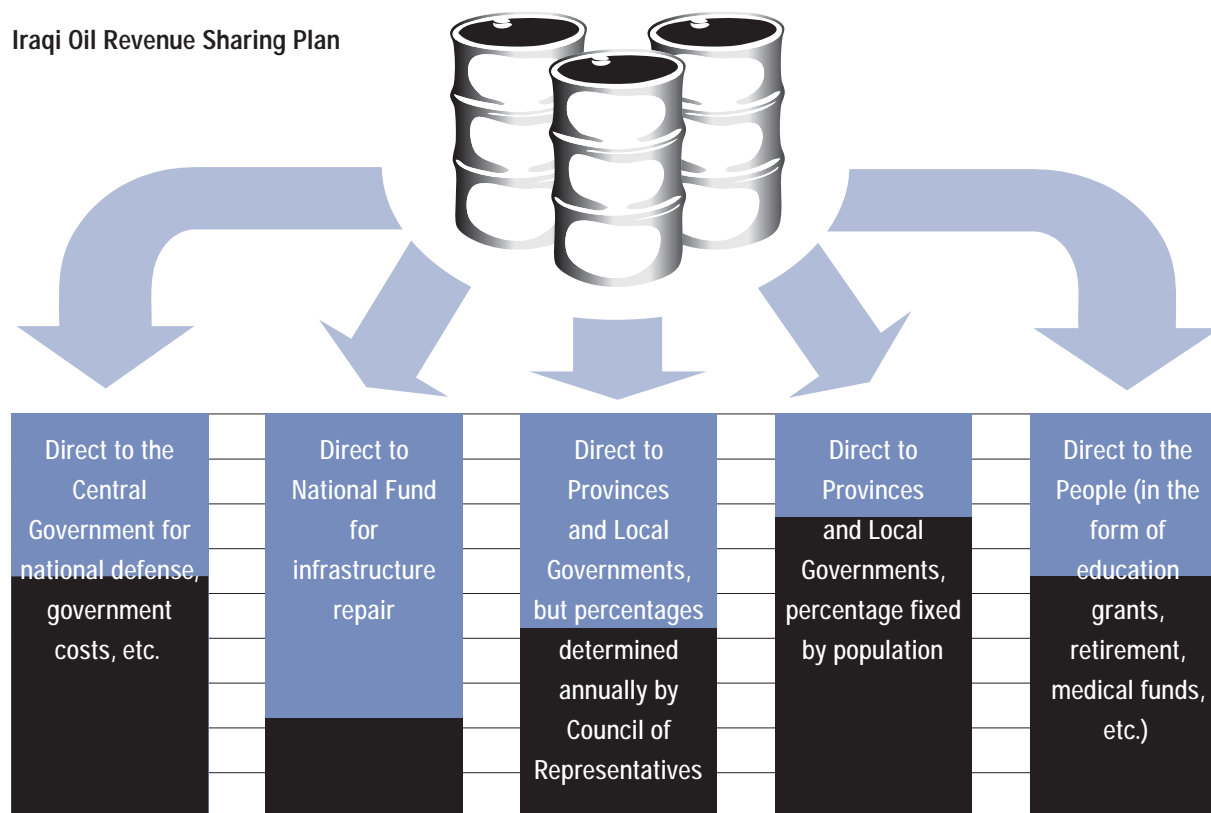 Iraqi Oil Revenue Sharing Plan
Direct to the
Central
Government for
national defense,
government
costs, etc.
Direct to
National Fund
for
infrastructure
repair
Direct to
Provinces
and Local
Governments,
but percentages
determined
annually by
Council of
Representatives
Direct to
Provinces
and Local
Governments,
percentage fixed
by population
Direct to the
People (in the
form of
education
grants,
retirement,
medical funds,
etc.)